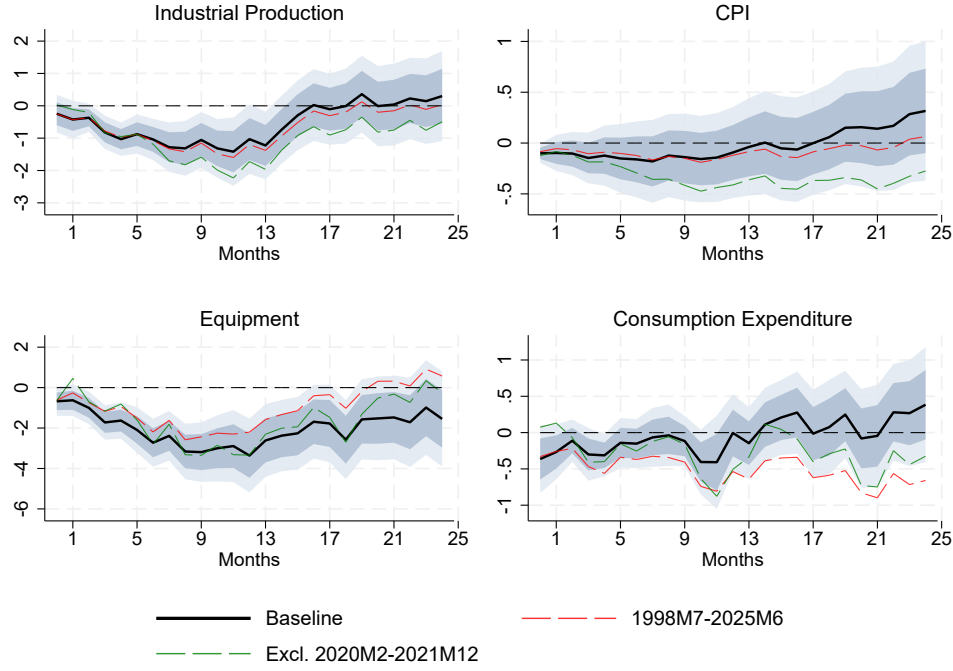 Industrial Production
2
1
0
-1
-2
-3
1 5 9 13 17 21 25
Months
CPI
1
.5
0
-.5
1 5 9 13 17 21 25
Months
Equipment
2
0
-2
-4
-6
1 5 9 13 17 21 25
Months
Consumption Expenditure
1
.5
0
-.5
-1
1 5 9 13 17 21 25
Months
Baseline
1998M7-2025M6
Excl. 2020M2-2021M12